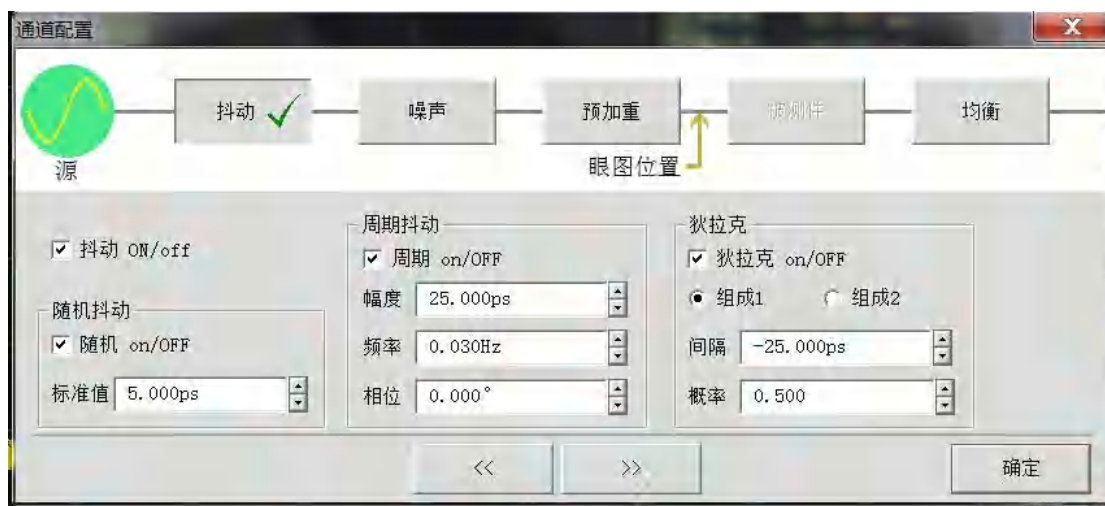 通道配置
X
抖动
噪声
预加重
被测件
均衡
源
眼图位置
抖动 ON/off
随机抖动
随机 on/OFF
标准值 5.000ps
周期抖动
周期 on/OFF
幅度 25.000ps
频率 0.030Hz
相位 0.000°
狄拉克
狄拉克 on/OFF
组成1 组成2
间隔 -25.000ps
概率 0.500
<<
>>
确定